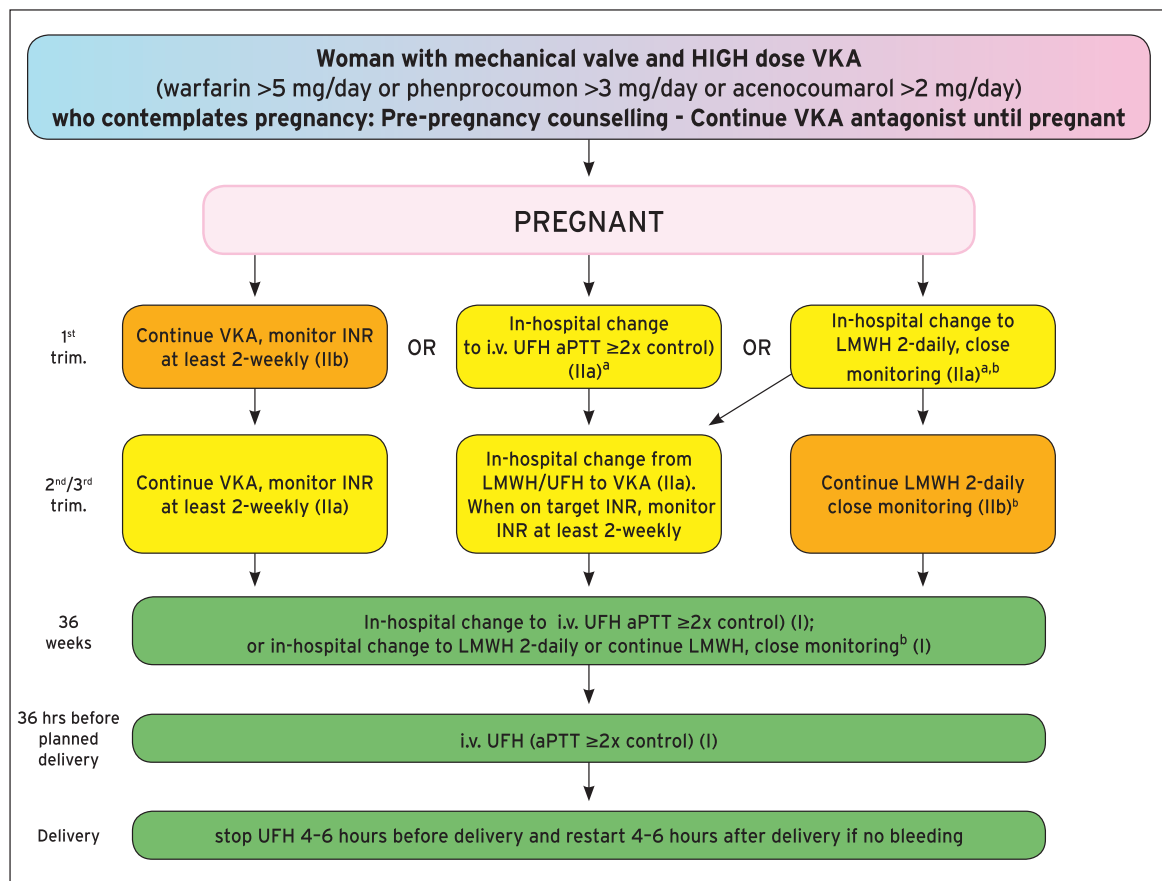 Woman with mechanical valve and HIGH dose VKA
(warfarin >5 mg/day or phenprocoumon >3 mg/day or acenocoumarol >2 mg/day)
who contemplates pregnancy: Pre-pregnancy counselling - Continue VKA antagonist until pregnant
PREGNANT
1st
trim.
Continue VKA, monitor INR
at least 2-weekly (IIb)
OR
In-hospital change
to i.v. UFH aPTT ≥2x control)
(IIa)a
OR
In-hospital change to
LMWH 2-daily, close
monitoring (IIa)a,b
2nd/3rd
trim.
Continue VKA, monitor INR
at least 2-weekly (IIa)
In-hospital change from
LMWH/UFH to VKA (IIa).
When on target INR, monitor
INR at least 2-weekly
Continue LMWH 2-daily
close monitoring (IIb)b
36
weeks
In-hospital change to i.v. UFH aPTT ≥2x control) (I);
or in-hospital change to LMWH 2-daily or continue LMWH, close monitoringb (I)
36 hrs before
planned
delivery
i.v. UFH (aPTT ≥2x control) (I)
Delivery
stop UFH 4–6 hours before delivery and restart 4–6 hours after delivery if no bleeding